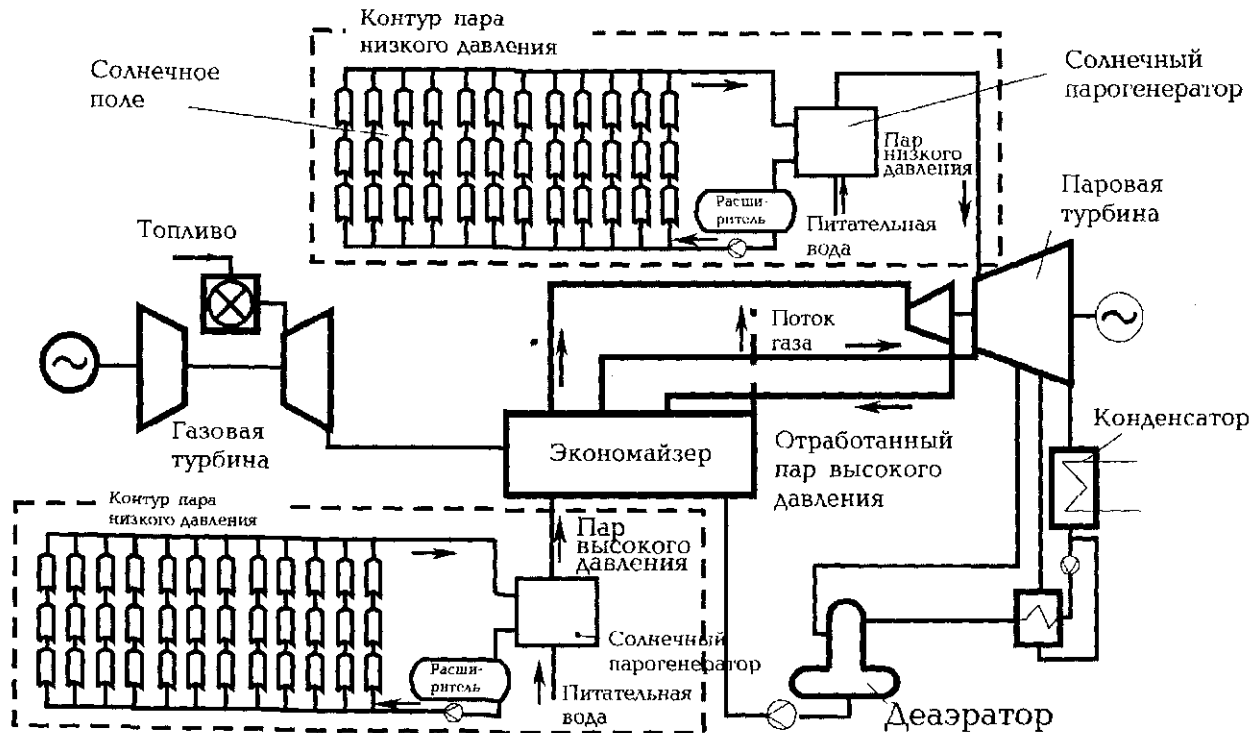 Контур пара
низкого давления
Солнечное
поле
Солнечный
парогенератор
Пар
низкого
давления
Расши-
ритель
Питательная
вода
Паровая
турбина
Топливо
Поток
газа
Газовая
турбина
Экономайзер
Отработанный
пар высокого
давления
Конденсатор
Контур пара
низкого давления
Пар
высокого
давления
Солнечный
парогенератор
Расши-
ритель
Питательная
вода
Деаэратор